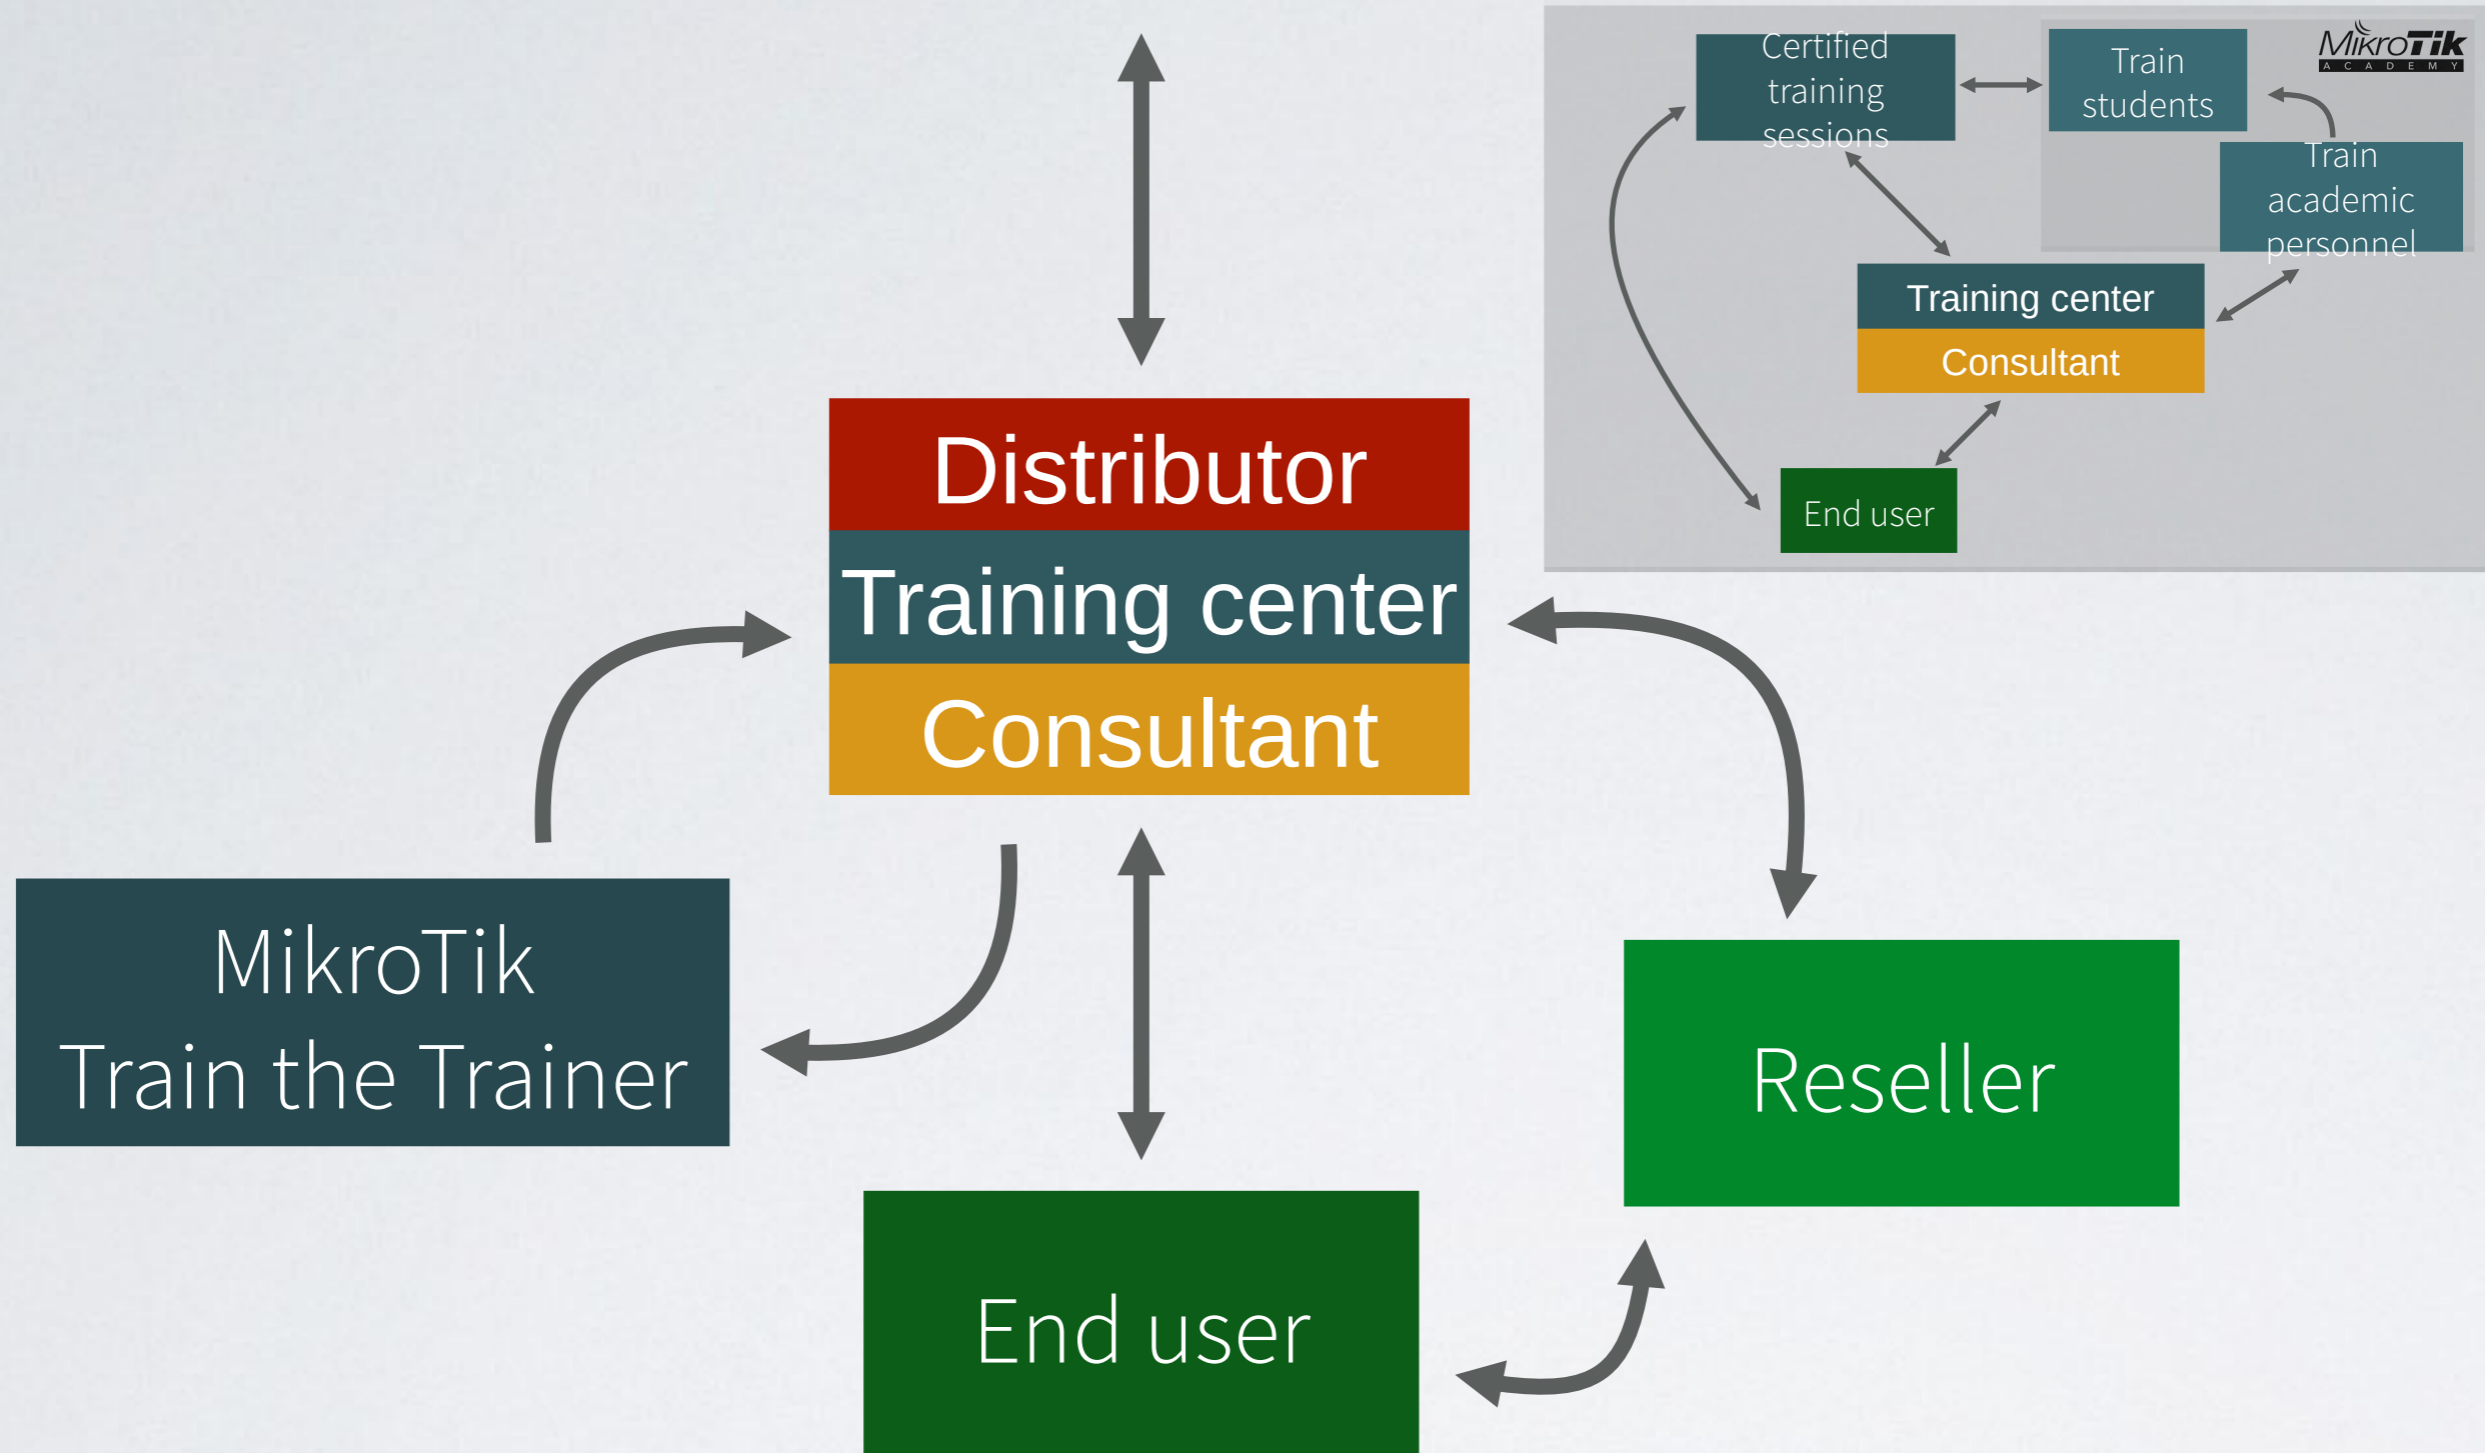 Certified
training
sessions
Train
students
MikroTik
ACADEMY
Train
academic
personnel
Training center
Consultant
End user
Distributor
Training center
Consultant
MikroTik
Train the Trainer
Reseller
End user